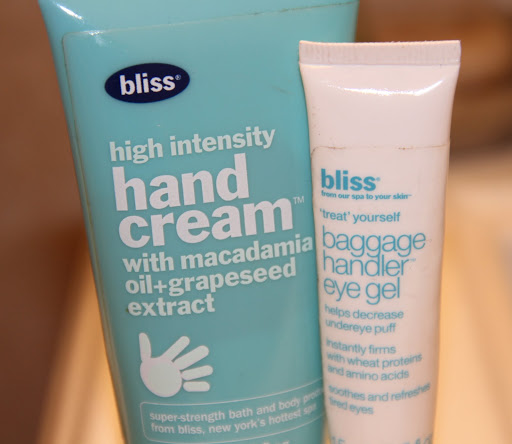 bliss®
high intensity
hand
cream™
with macadamia
oil+grapeseed
extract
super-strength bath and body
from bliss, new york's hottest spa
bliss®
from our spa to your skin™
'treat' yourself
baggage
handler™
eye gel
helps decrease
undereye puff
instantly firms
with wheat proteins
and amino acids
soothes and refreshes
tired eyes